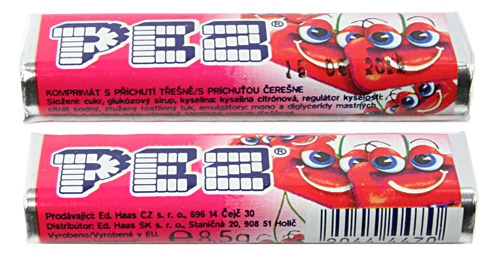 PEZ®
KOMPRIMÁT S PŘÍCHUTÍ TŘEŠNĚ/S PRÍCHUŤOU ČEREŠNE
Složení: cukr, glukózový sirup, kyselina: kyselina citrónová, regulátor kyselosti:
citrát sodný, ztužený rostlinný tuk, emulgátory: mono a diglyceridy mastných
PEZ®
Prodávající: Ed. Haas CZ s. r. o., 696 14 Čejč 30
Distribútor: Ed. Haas SK s. r. o., Staničná 20, 908 51 Holíč
Vyrobeno/Vyrobené v EU.
℮ 8,5g